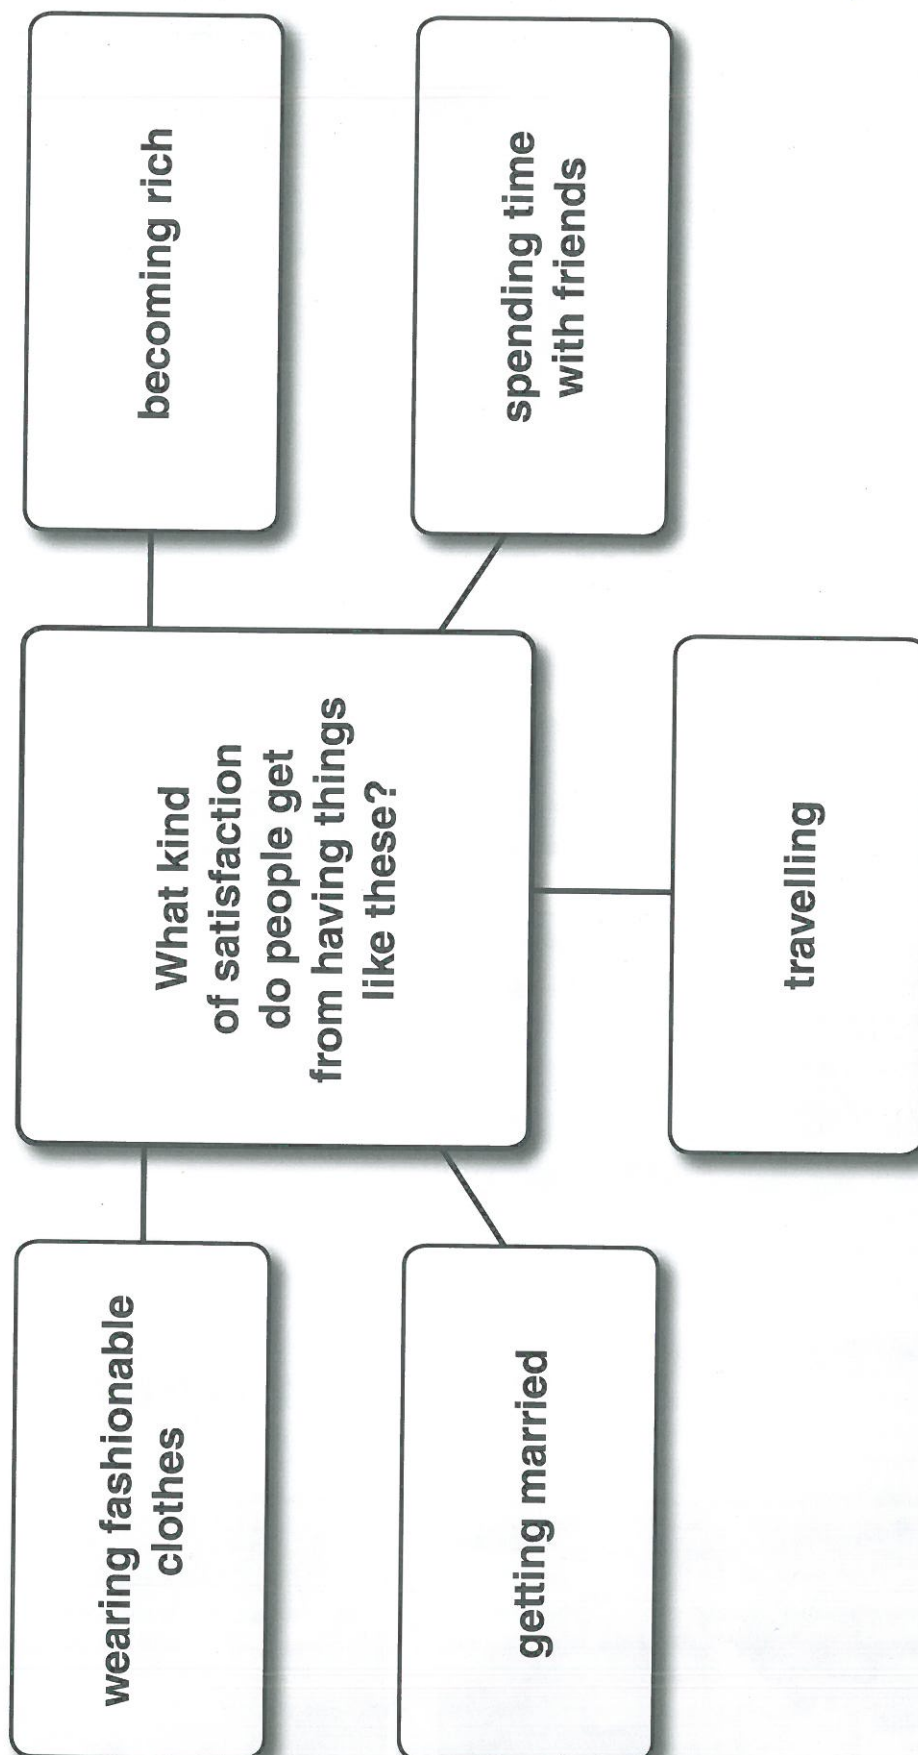 wearing fashionable
clothes
What kind
of satisfaction
do people get
from having things
like these?
becoming rich
getting married
spending time
with friends
travelling